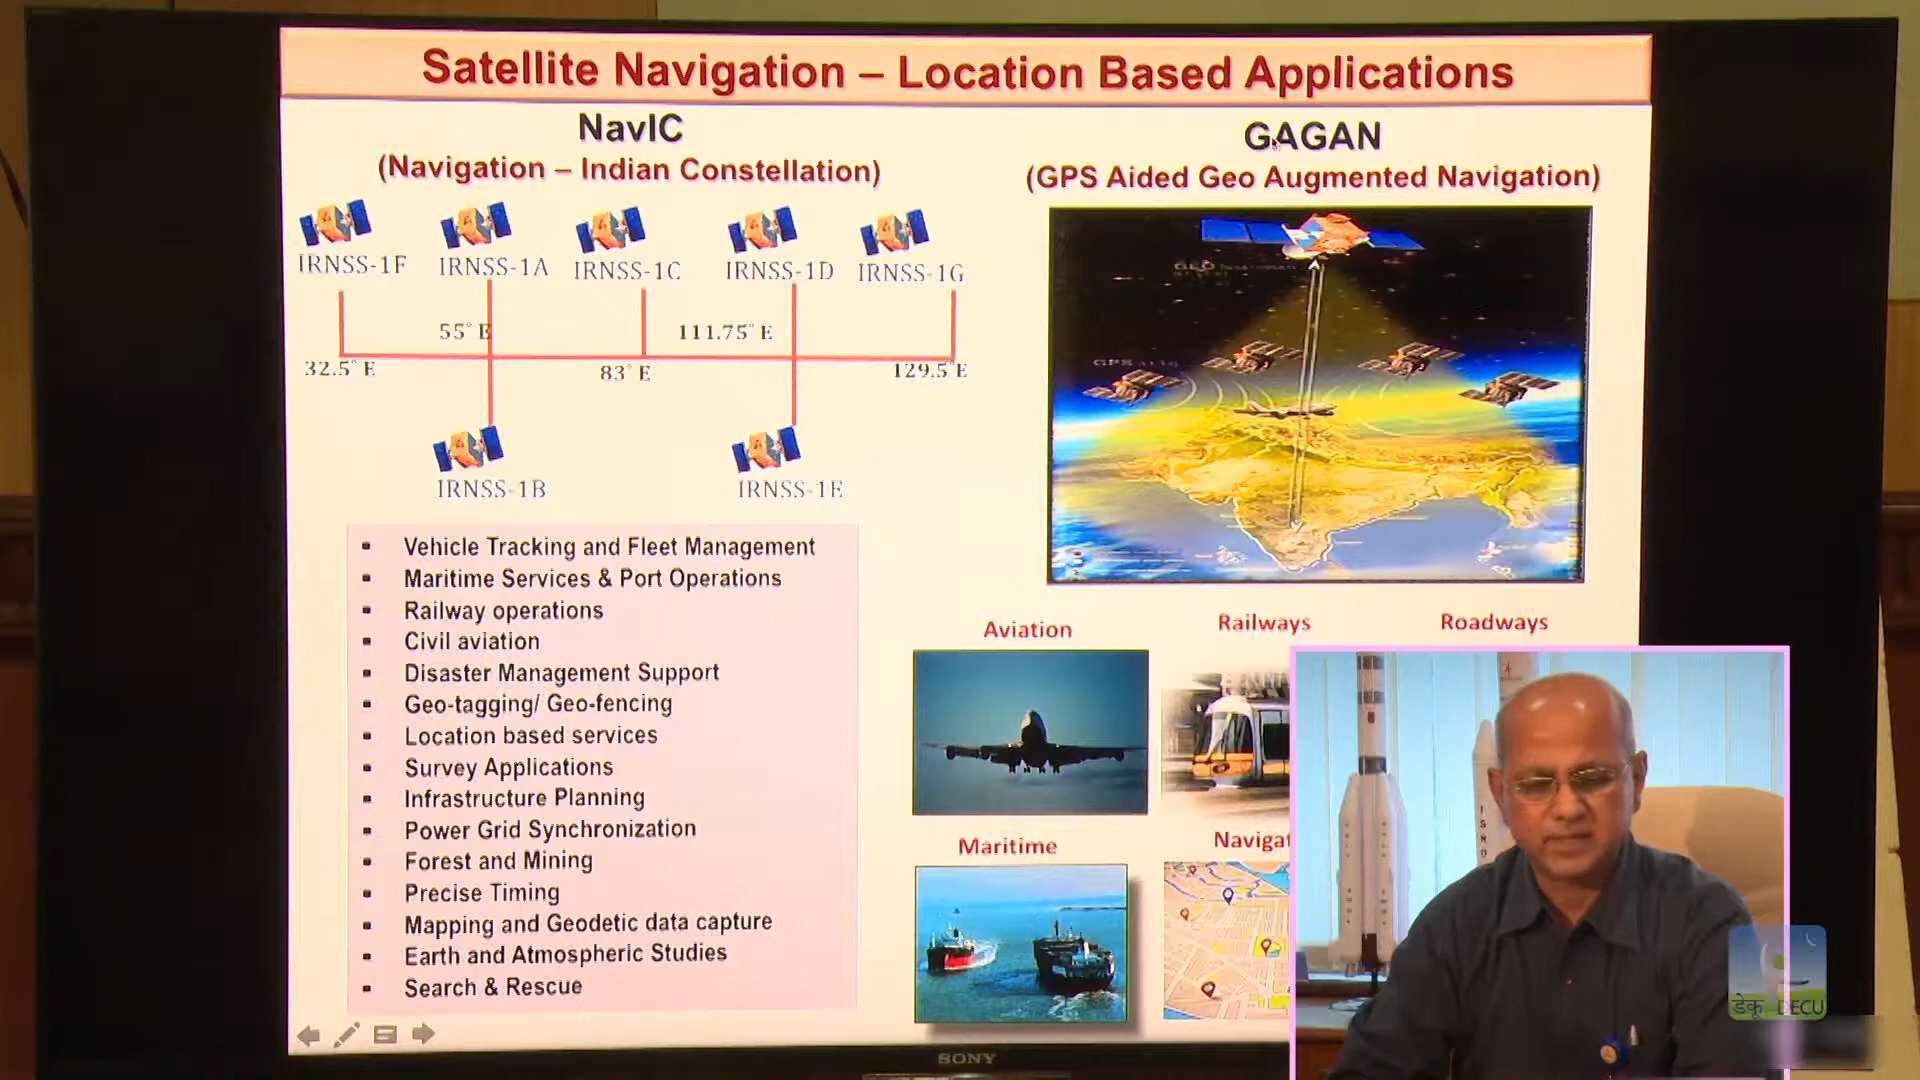 Satellite Navigation – Location Based Applications
NavIC
(Navigation – Indian Constellation)
IRNSS-1F
IRNSS-1A
IRNSS-1C
IRNSS-1D
IRNSS-1G
55° E
111.75° E
32.5° E
83° E
129.5° E
IRNSS-1B
IRNSS-1E
▪ Vehicle Tracking and Fleet Management
▪ Maritime Services & Port Operations
▪ Railway operations
▪ Civil aviation
▪ Disaster Management Support
▪ Geo-tagging/ Geo-fencing
▪ Location based services
▪ Survey Applications
▪ Infrastructure Planning
▪ Power Grid Synchronization
▪ Forest and Mining
▪ Precise Timing
▪ Mapping and Geodetic data capture
▪ Earth and Atmospheric Studies
▪ Search & Rescue
GAGAN
(GPS Aided Geo Augmented Navigation)
GEO
GPS
Aviation
Railways
Roadways
Maritime
Navigat
ISRO
डेकू DECU
SONY